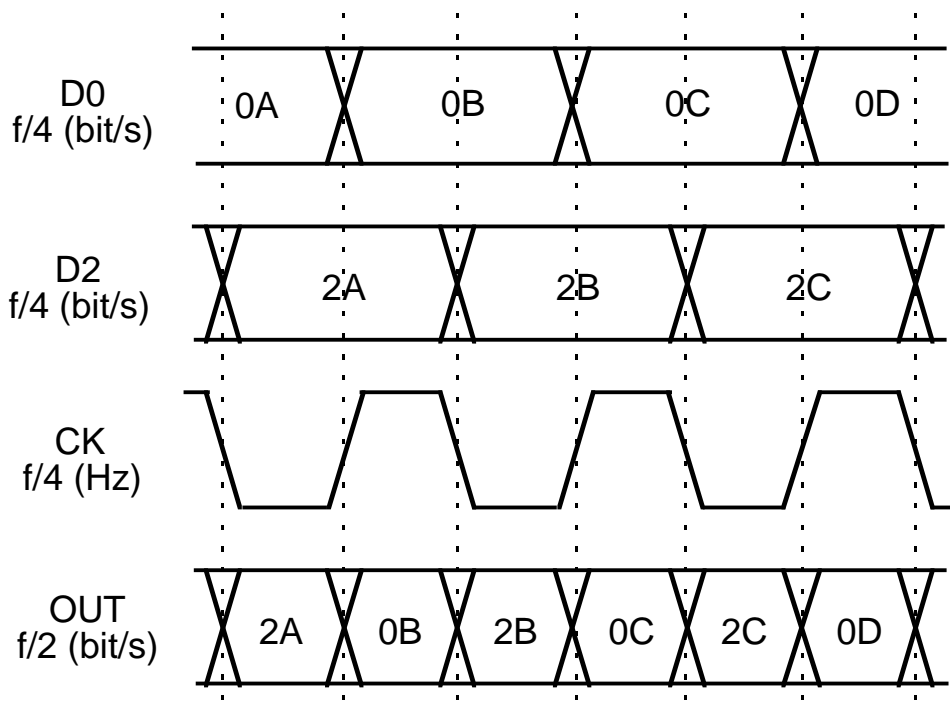 D0
f/4 (bit/s)
0A 0B 0C 0D
D2
f/4 (bit/s)
2A 2B 2C
CK
f/4 (Hz)
OUT
f/2 (bit/s)
2A 0B 2B 0C 2C 0D